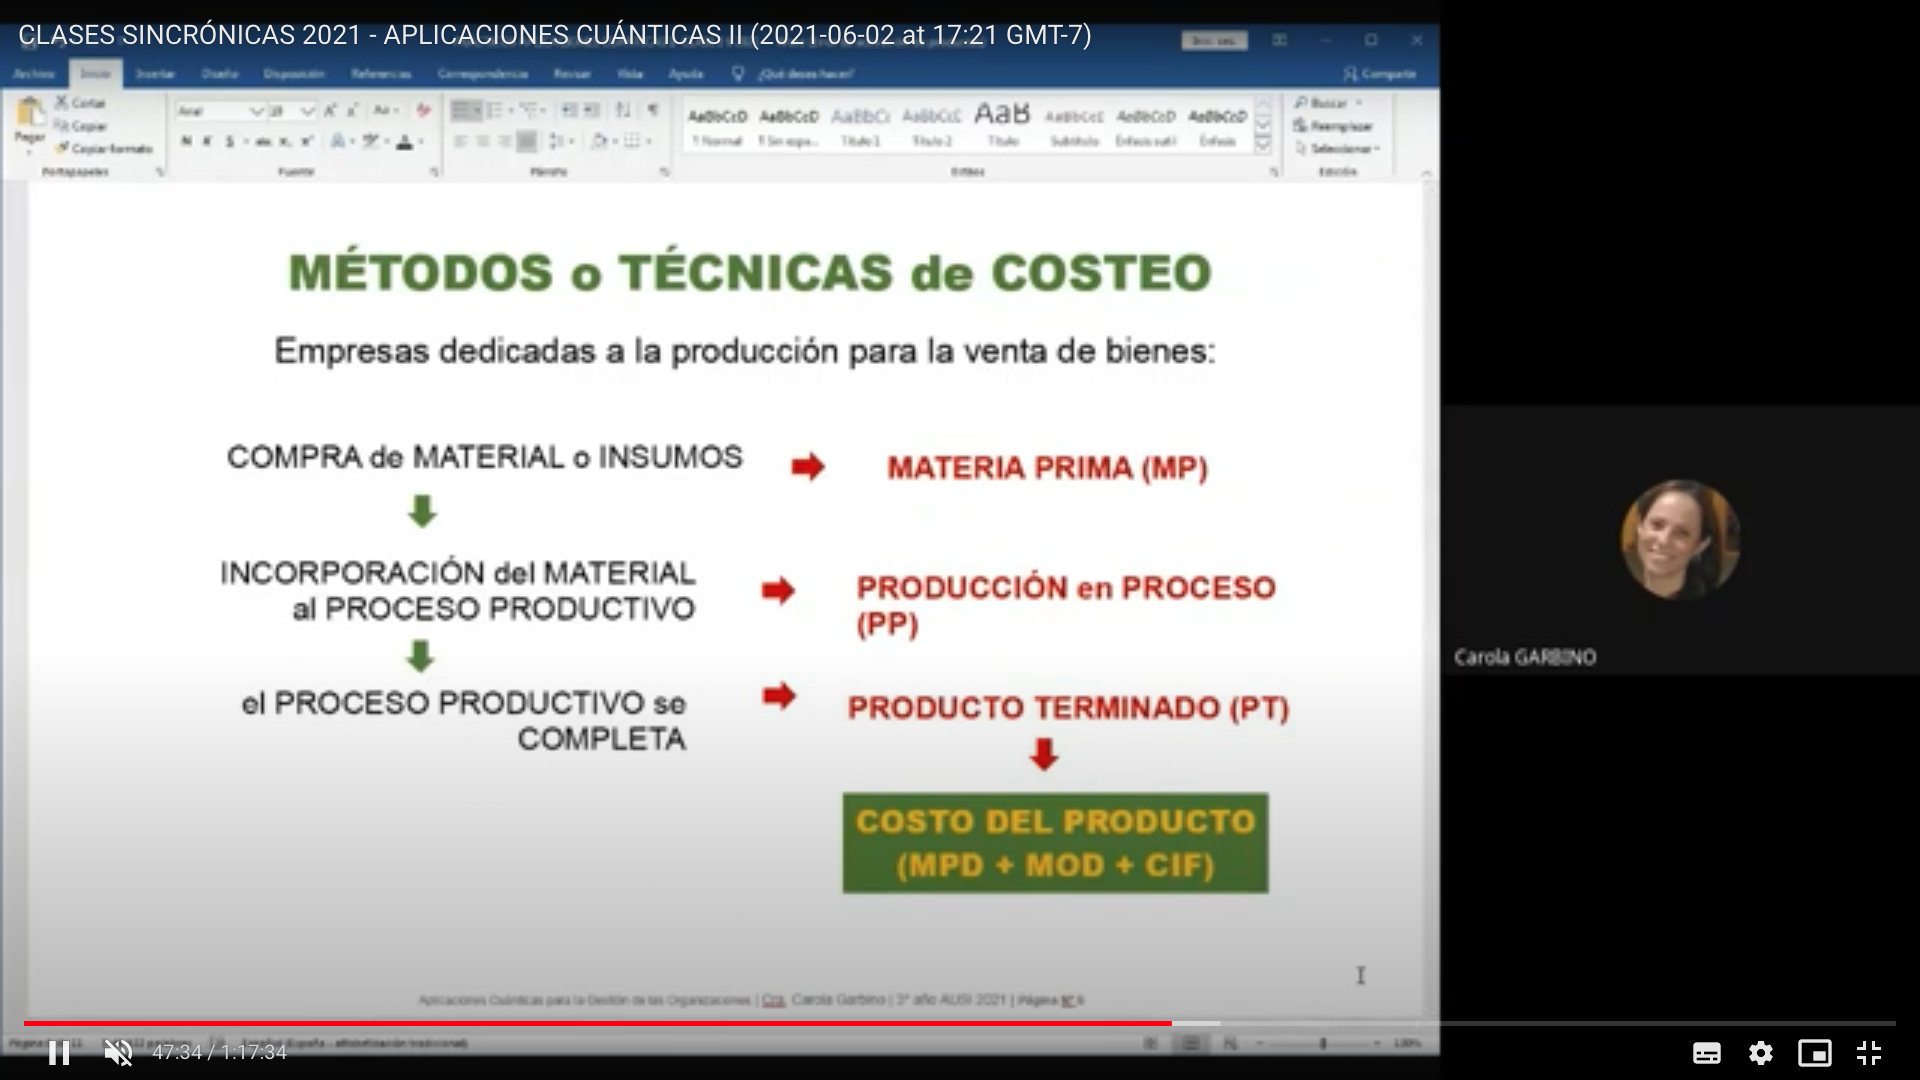 CLASES SINCRÓNICAS 2021 - APLICACIONES CUÁNTICAS II (2021-06-02 at 17:21 GMT-7)
Archivo Inicio Insertar Diseño Disposición Referencias Correspondencia Revisar Vista Ayuda ¿Qué desea hacer? Compartir
Cortar
Copiar
Copiar formato
Pegar
Portapapeles
Arial
Fuente
Párrafo
AaBbCcD AaBbCcD AaBbCc AaBbCcC AaB AaBbCcC AaBbCcD AaBbCcD
¶ Normal ¶ Sin espa... Título 1 Título 2 Título Subtítulo Énfasis sutil Énfasis
Estilos
Buscar
Reemplazar
Seleccionar
Edición
MÉTODOS o TÉCNICAS de COSTEO
Empresas dedicadas a la producción para la venta de bienes:
COMPRA de MATERIAL o INSUMOS
MATERIA PRIMA (MP)
INCORPORACIÓN del MATERIAL
al PROCESO PRODUCTIVO
PRODUCCIÓN en PROCESO
(PP)
el PROCESO PRODUCTIVO se
COMPLETA
PRODUCTO TERMINADO (PT)
COSTO DEL PRODUCTO
(MPD + MOD + CIF)
Carola GARBINO
Aplicaciones Cuánticas para la Gestión de las Organizaciones | Cra. Carola Garbino | 3° año AUSI 2021 | Página N° 6
47:34 / 1:17:34